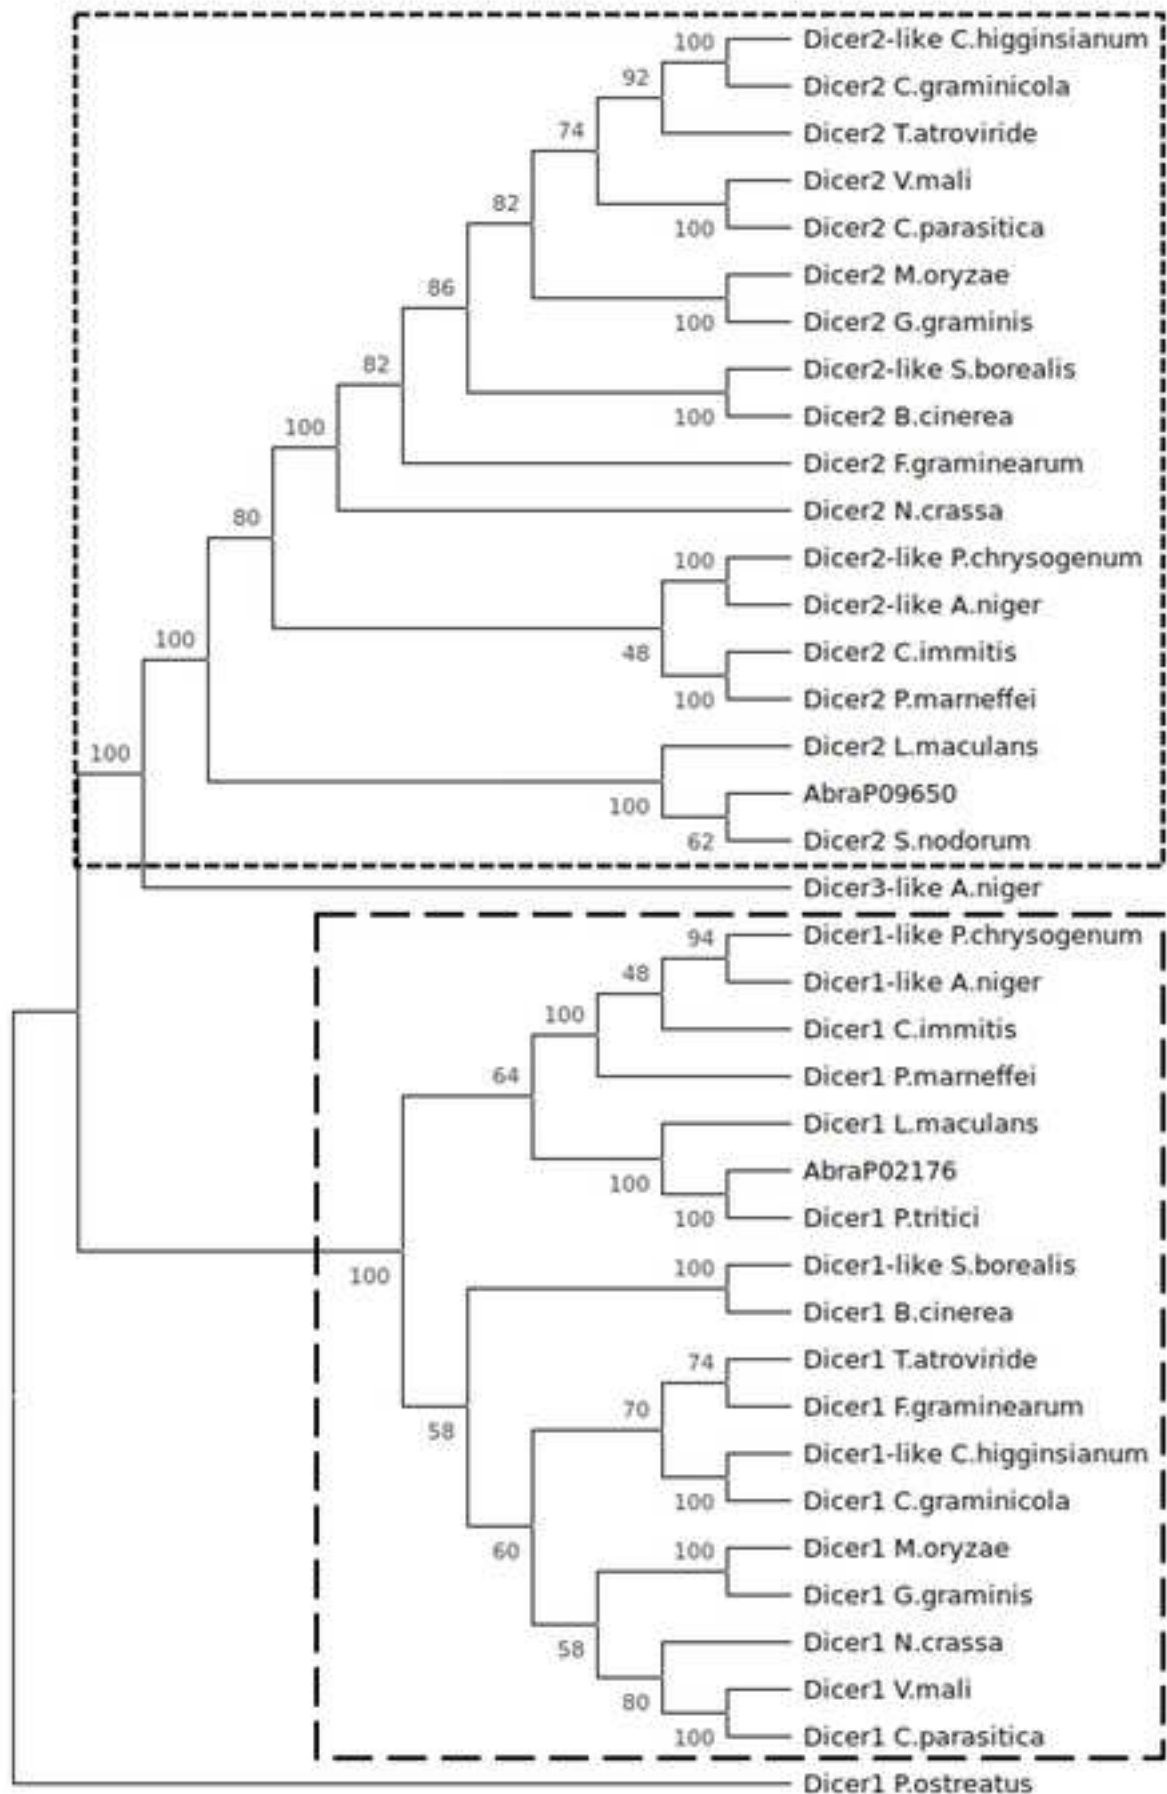 100 Dicer2-like C.higginsianum
92 Dicer2 C.graminicola
74 Dicer2 T.atroviride
82 Dicer2 V.mali
100 Dicer2 C.parasitica
86 Dicer2 M.oryzae
100 Dicer2 G.graminis
82 Dicer2-like S.borealis
100 Dicer2 B.cinerea
100 Dicer2 F.graminearum
80 Dicer2 N.crassa
100 Dicer2-like P.chrysogenum
Dicer2-like A.niger
100 48 Dicer2 C.immitis
100 Dicer2 P.marneffei
100 Dicer2 L.maculans
100 AbraP09650
62 Dicer2 S.nodorum
Dicer3-like A.niger
94 Dicer1-like P.chrysogenum
48 Dicer1-like A.niger
100 Dicer1 C.immitis
64 Dicer1 P.marneffei
Dicer1 L.maculans
100 AbraP02176
100 Dicer1 P.tritici
100 100 Dicer1-like S.borealis
Dicer1 B.cinerea
74 Dicer1 T.atroviride
58 70 Dicer1 F.graminearum
Dicer1-like C.higginsianum
100 Dicer1 C.graminicola
60 100 Dicer1 M.oryzae
Dicer1 G.graminis
58 Dicer1 N.crassa
80 Dicer1 V.mali
100 Dicer1 C.parasitica
Dicer1 P.ostreatus